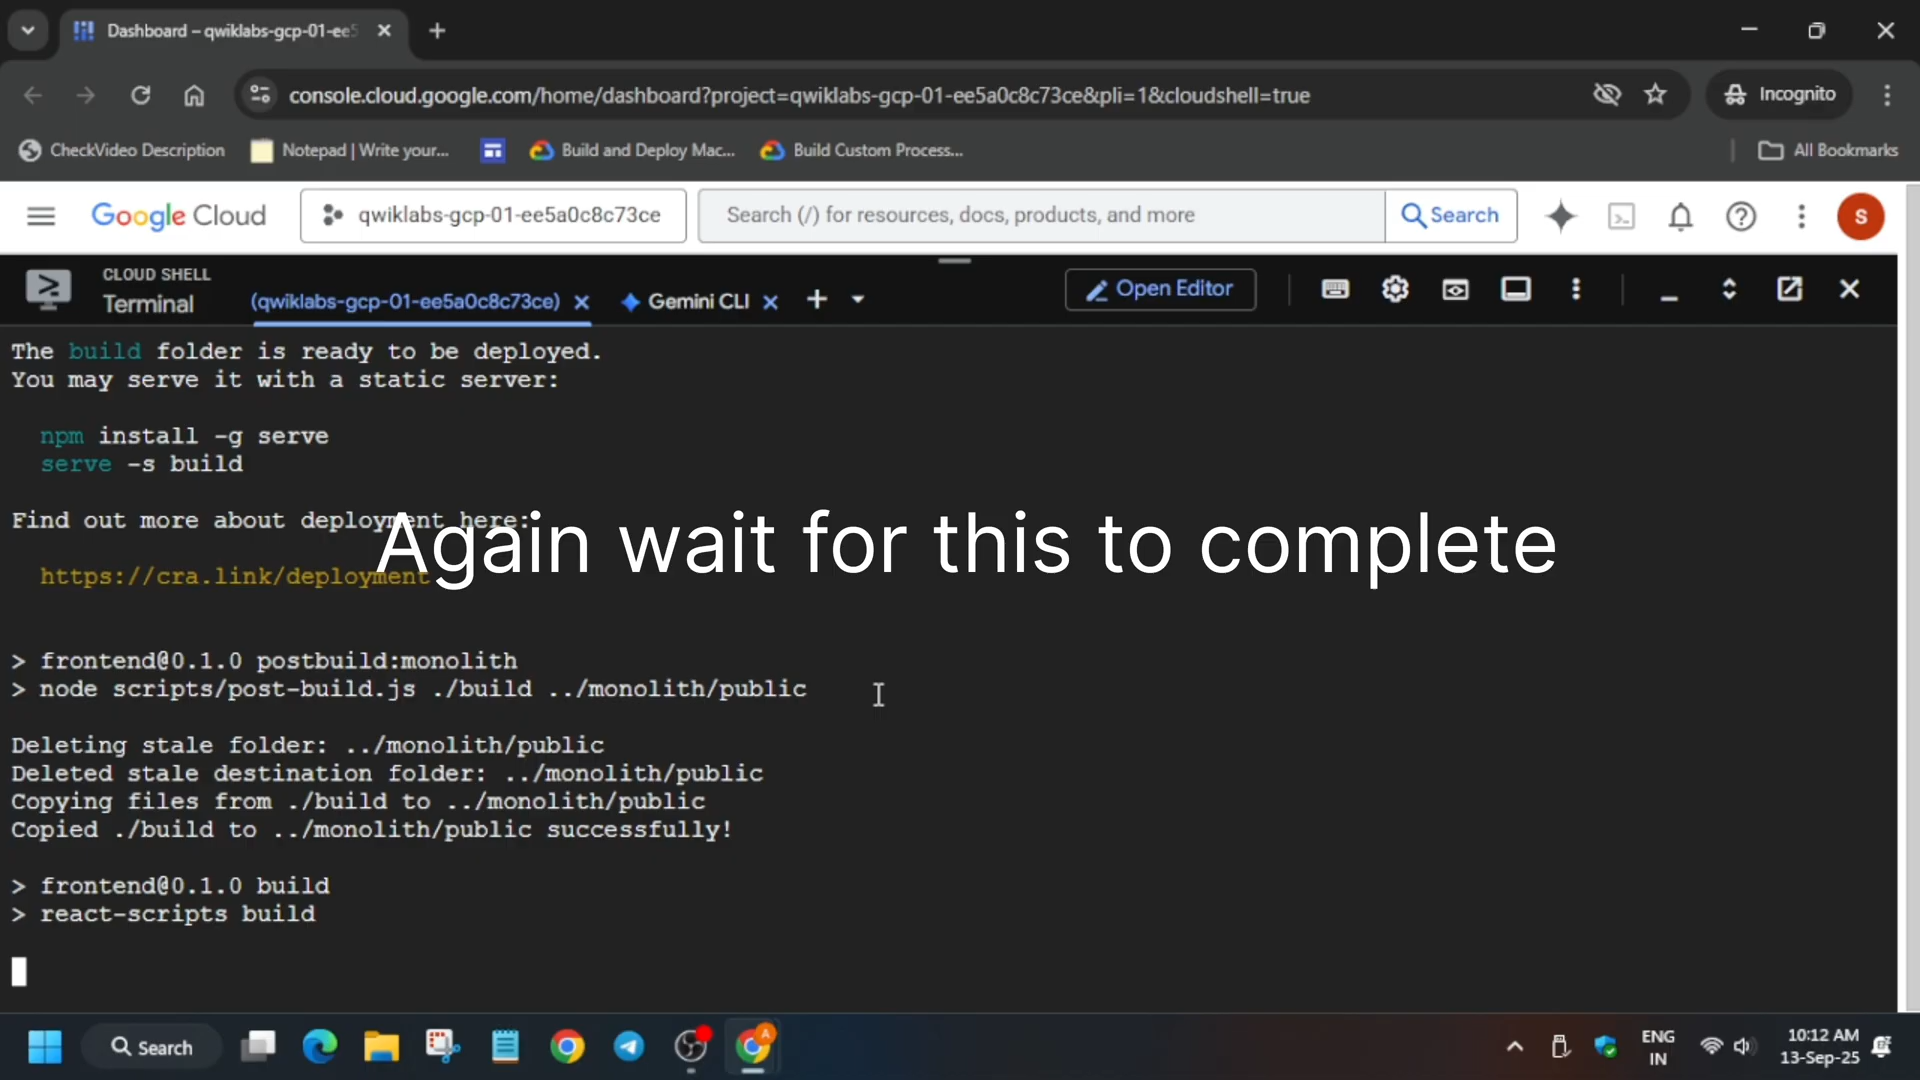 Dashboard – qwiklabs-gcp-01-ee5
console.cloud.google.com/home/dashboard?project=qwiklabs-gcp-01-ee5a0c8c73ce&pli=1&cloudshell=true
Incognito
CheckVideo Description
Notepad | Write your...
Build and Deploy Mac...
Build Custom Process...
All Bookmarks
Google Cloud
qwiklabs-gcp-01-ee5a0c8c73ce
Search (/) for resources, docs, products, and more
Search
S
CLOUD SHELL
Terminal
(qwiklabs-gcp-01-ee5a0c8c73ce)
Gemini CLI
Open Editor
The build folder is ready to be deployed.
You may serve it with a static server:
npm install -g serve
serve -s build
Find out more about deployment here:
Again wait for this to complete
https://cra.link/deployment
> frontend@0.1.0 postbuild:monolith
> node scripts/post-build.js ./build ../monolith/public
Deleting stale folder: ../monolith/public
Deleted stale destination folder: ../monolith/public
Copying files from ./build to ../monolith/public
Copied ./build to ../monolith/public successfully!
> frontend@0.1.0 build
> react-scripts build
Search
A
ENG
IN
10:12 AM
13-Sep-25